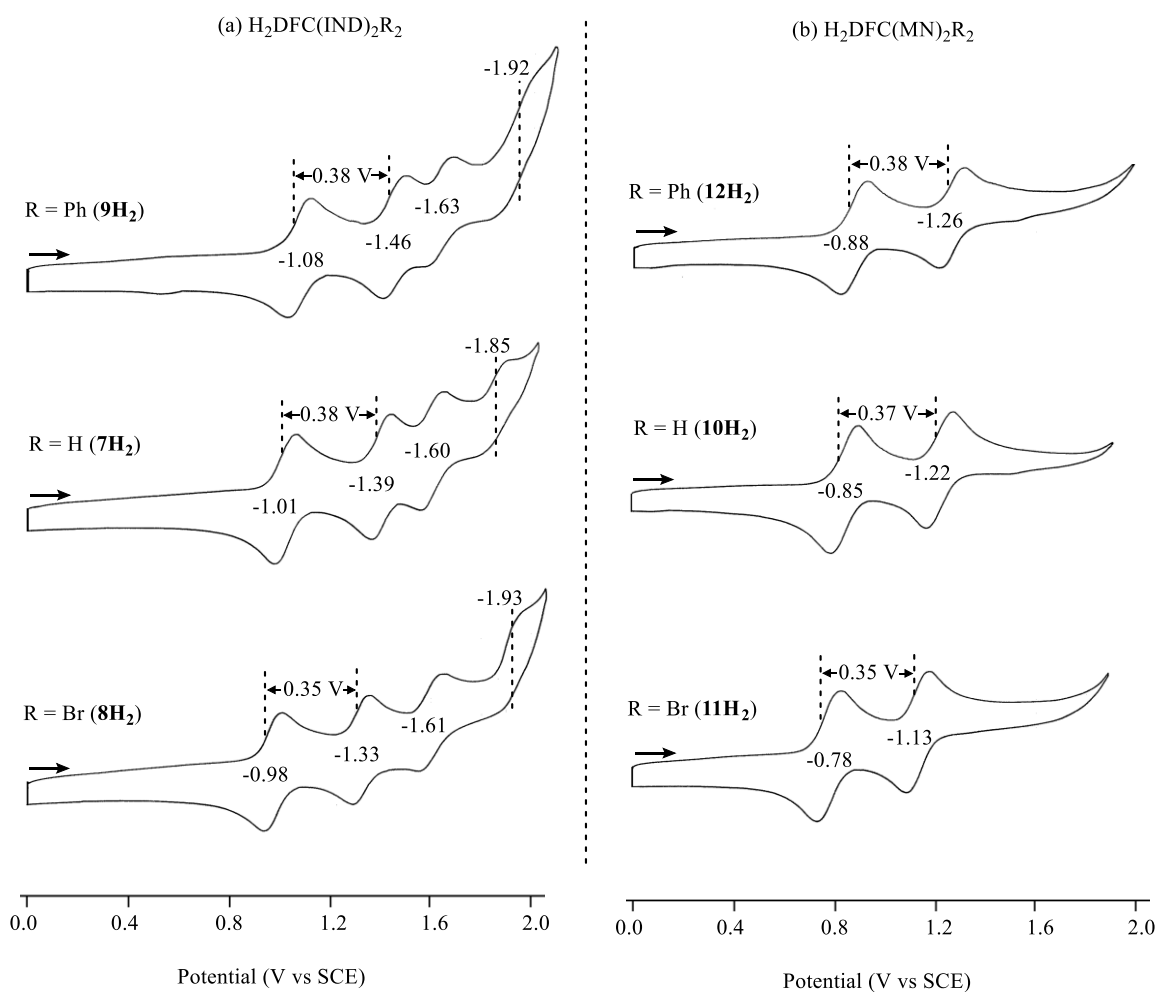 (a) H2DFC(IND)2R2
-1.92
0.38 V
R = Ph (9H2)
-1.63
-1.46
-1.08
-1.85
0.38 V
R = H (7H2)
-1.60
-1.39
-1.01
-1.93
0.35 V
R = Br (8H2)
-1.61
-1.33
-0.98
0.0 0.4 0.8 1.2 1.6 2.0
Potential (V vs SCE)
(b) H2DFC(MN)2R2
0.38 V
R = Ph (12H2)
-1.26
-0.88
0.37 V
R = H (10H2)
-1.22
-0.85
0.35 V
R = Br (11H2)
-1.13
-0.78
0.0 0.4 0.8 1.2 1.6 2.0
Potential (V vs SCE)